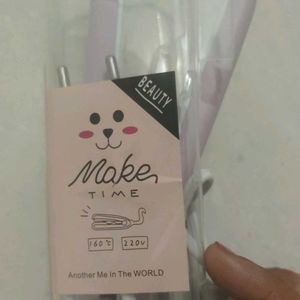 BEAUTY
Make
TIME
160℃ 220V
Another Me In The WORLD